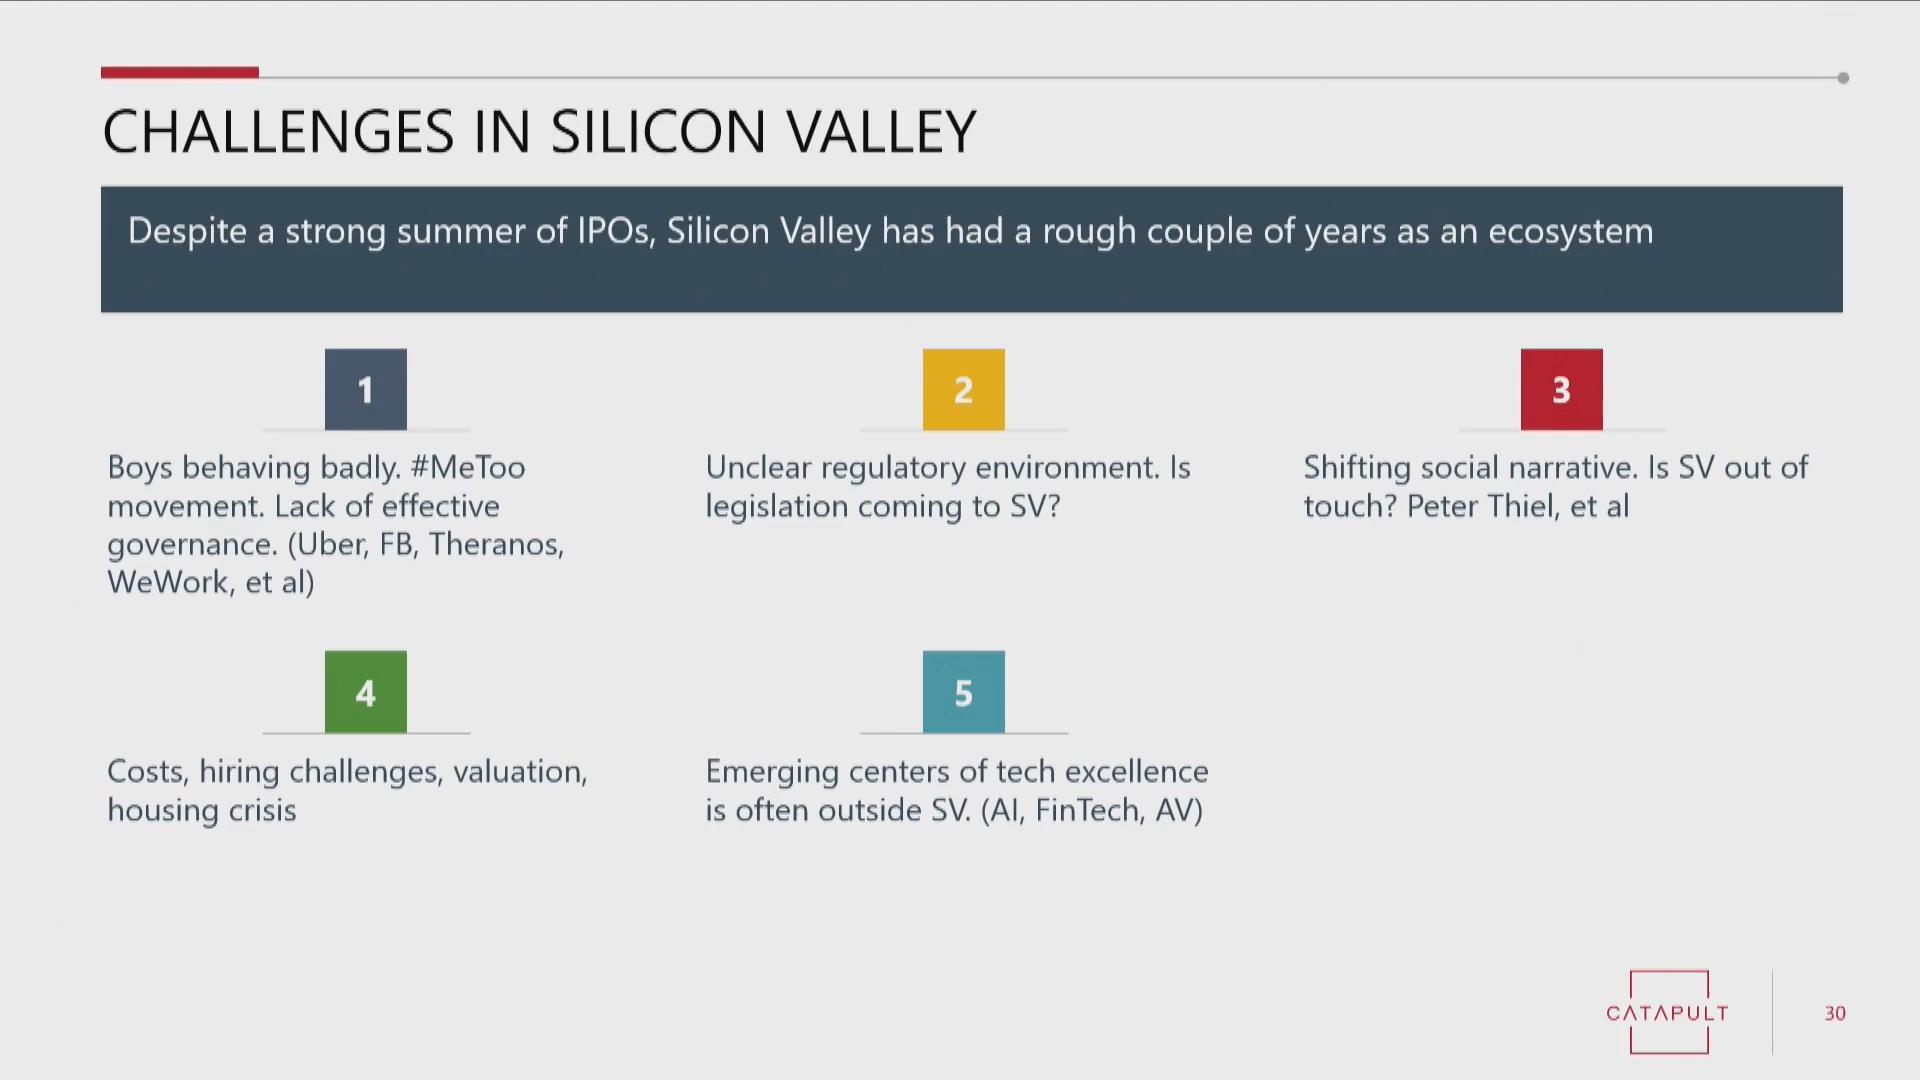 CHALLENGES IN SILICON VALLEY
Despite a strong summer of IPOs, Silicon Valley has had a rough couple of years as an ecosystem
1
Boys behaving badly. #MeToo
movement. Lack of effective
governance. (Uber, FB, Theranos,
WeWork, et al)
2
Unclear regulatory environment. Is
legislation coming to SV?
3
Shifting social narrative. Is SV out of
touch? Peter Thiel, et al
4
Costs, hiring challenges, valuation,
housing crisis
5
Emerging centers of tech excellence
is often outside SV. (AI, FinTech, AV)
CATAPULT
30